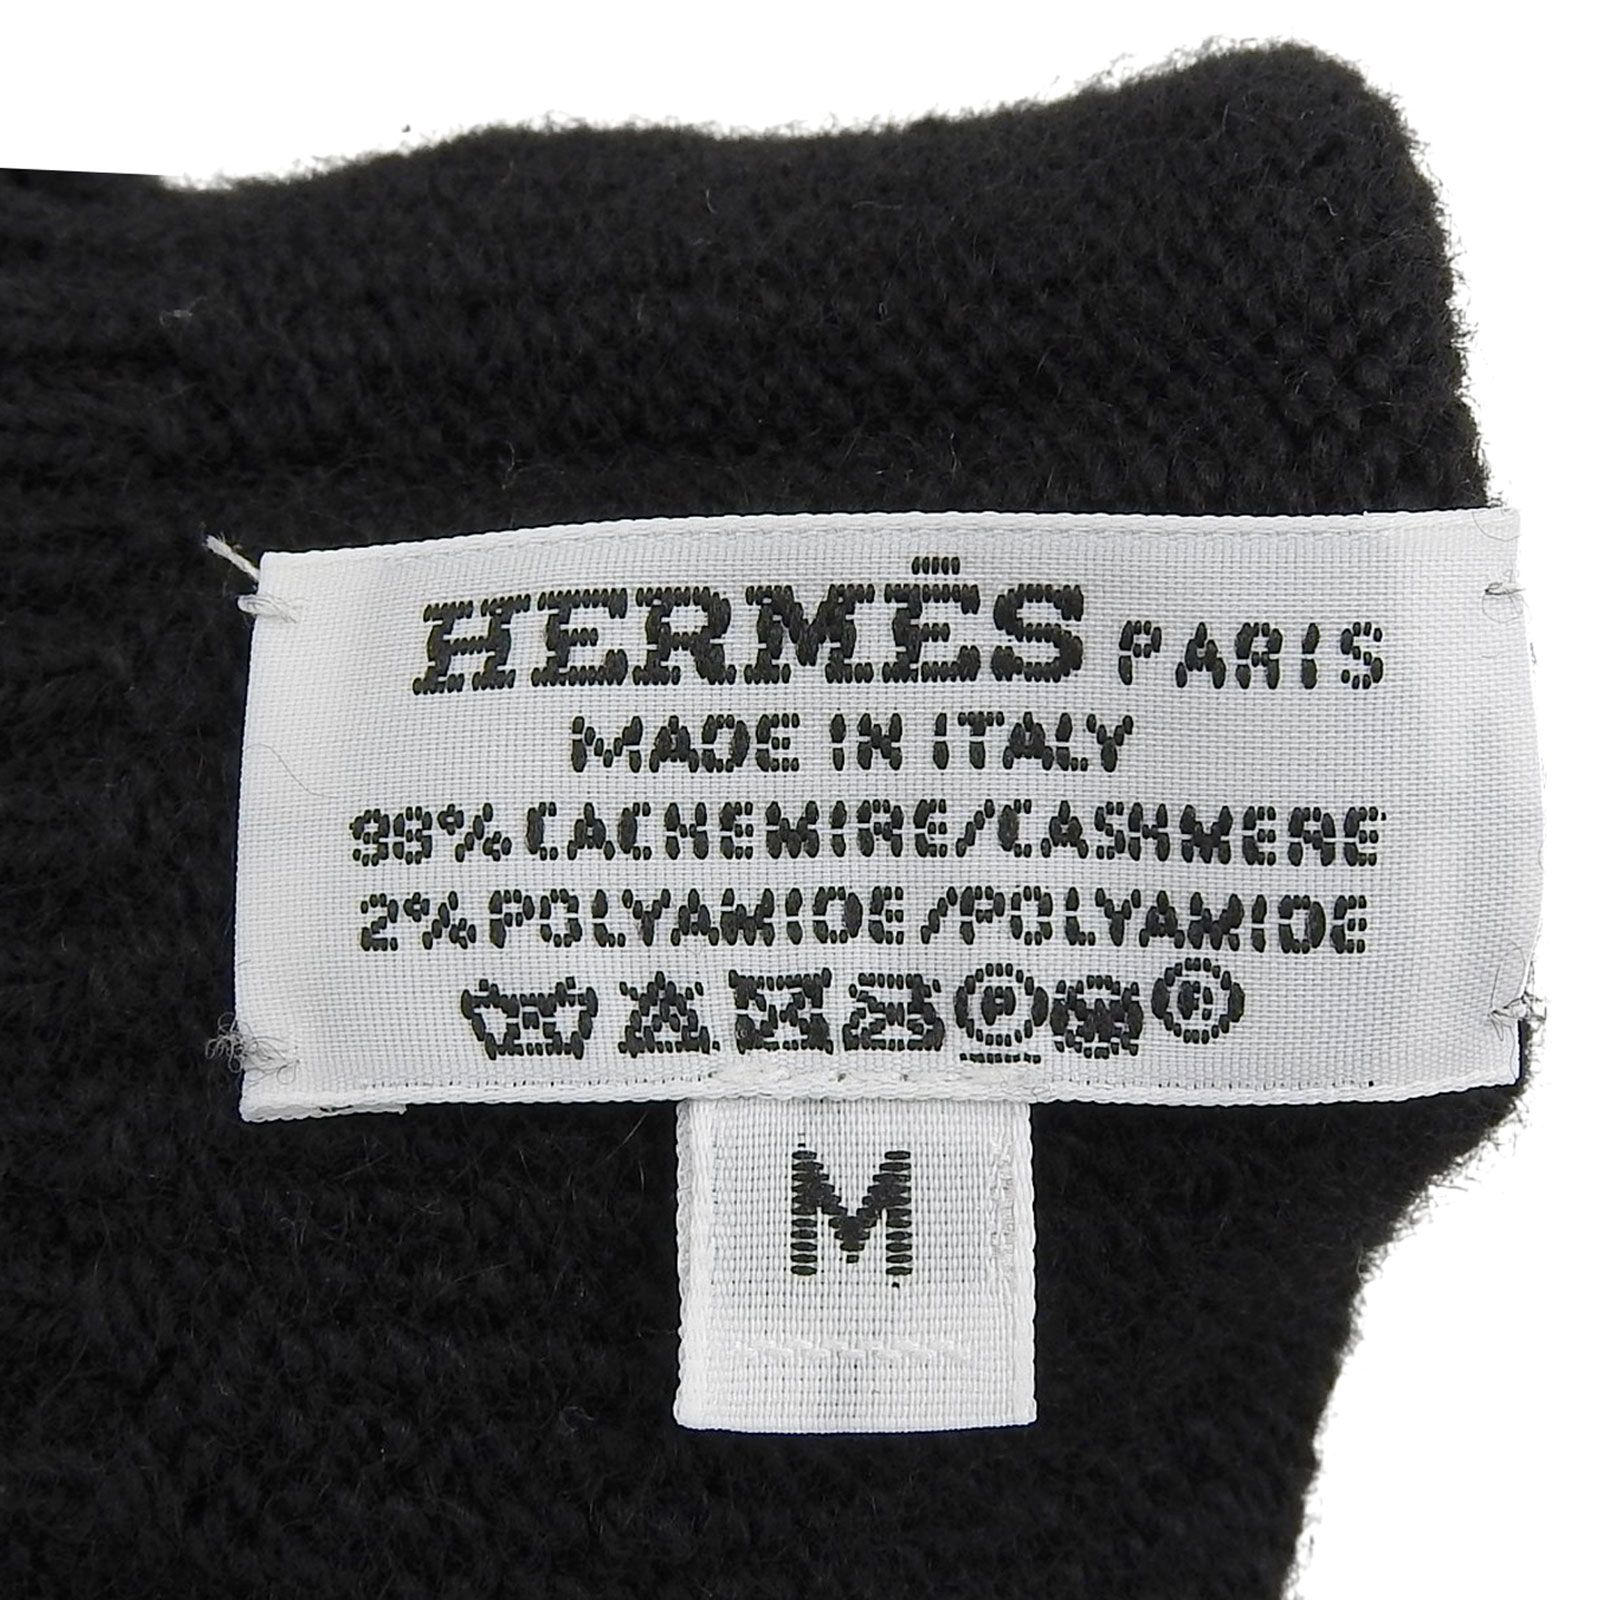 HERMÈS PARIS
MADE IN ITALY
98% CACHEMIRE/CASHMERE
2% POLYAMIDE/POLYAMIDE
P F
M